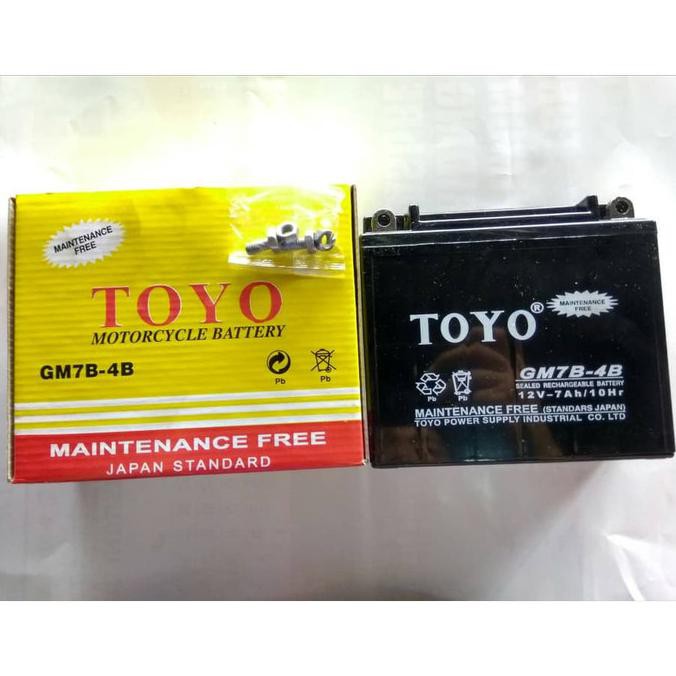 MAINTENANCE
FREE
TOYO
MOTORCYCLE BATTERY
GM7B-4B
Pb
Pb
MAINTENANCE FREE
JAPAN STANDARD
TOYO®
MAINTENANCE
FREE
GM7B-4B
SEALED RECHARGEABLE BATTERY
12V-7Ah/10Hr
Pb
MAINTENANCE FREE (STANDARS JAPAN)
TOYO POWER SUPPLY INDUSTRIAL CO. LTD